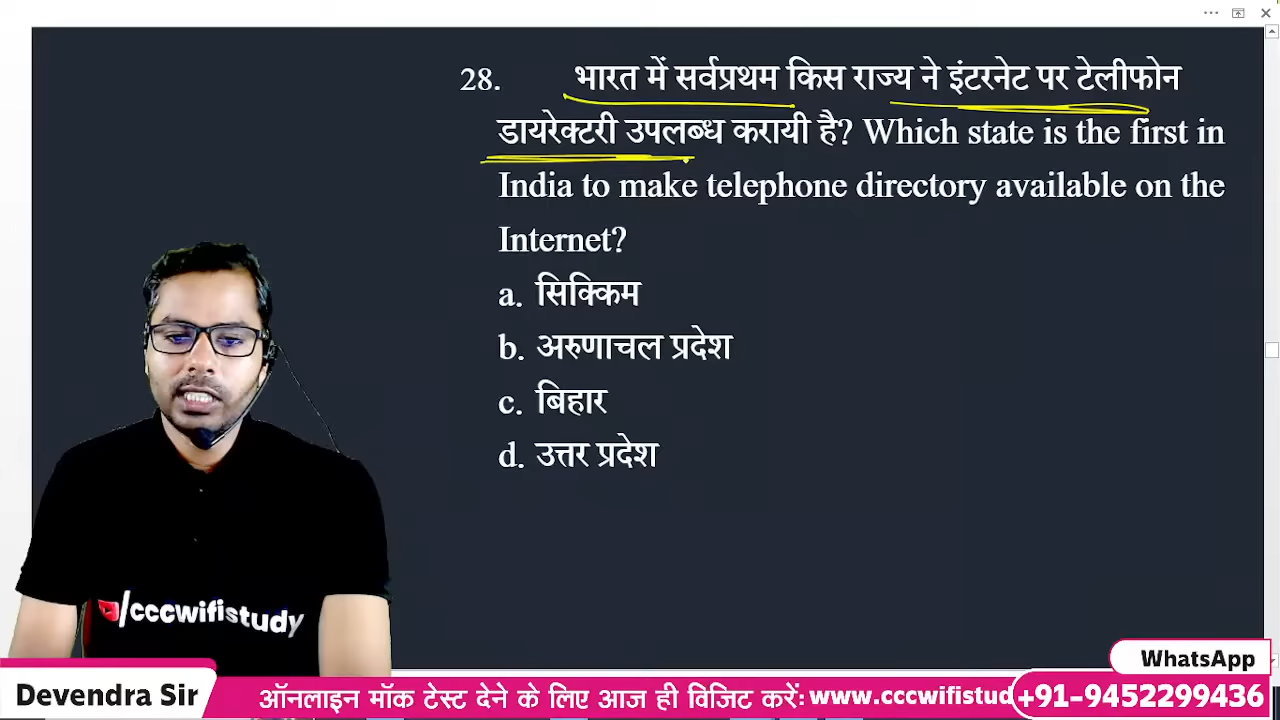 28. भारत में सर्वप्रथम किस राज्य ने इंटरनेट पर टेलीफोन
डायरेक्टरी उपलब्ध करायी है? Which state is the first in
India to make telephone directory available on the
Internet?
a. सिक्किम
b. अरुणाचल प्रदेश
c. बिहार
d. उत्तर प्रदेश
/cccwifistudy
WhatsApp
Devendra Sir
ऑनलाइन मॉक टेस्ट देने के लिए आज ही विजिट करें: www.cccwifistud
+91-9452299436